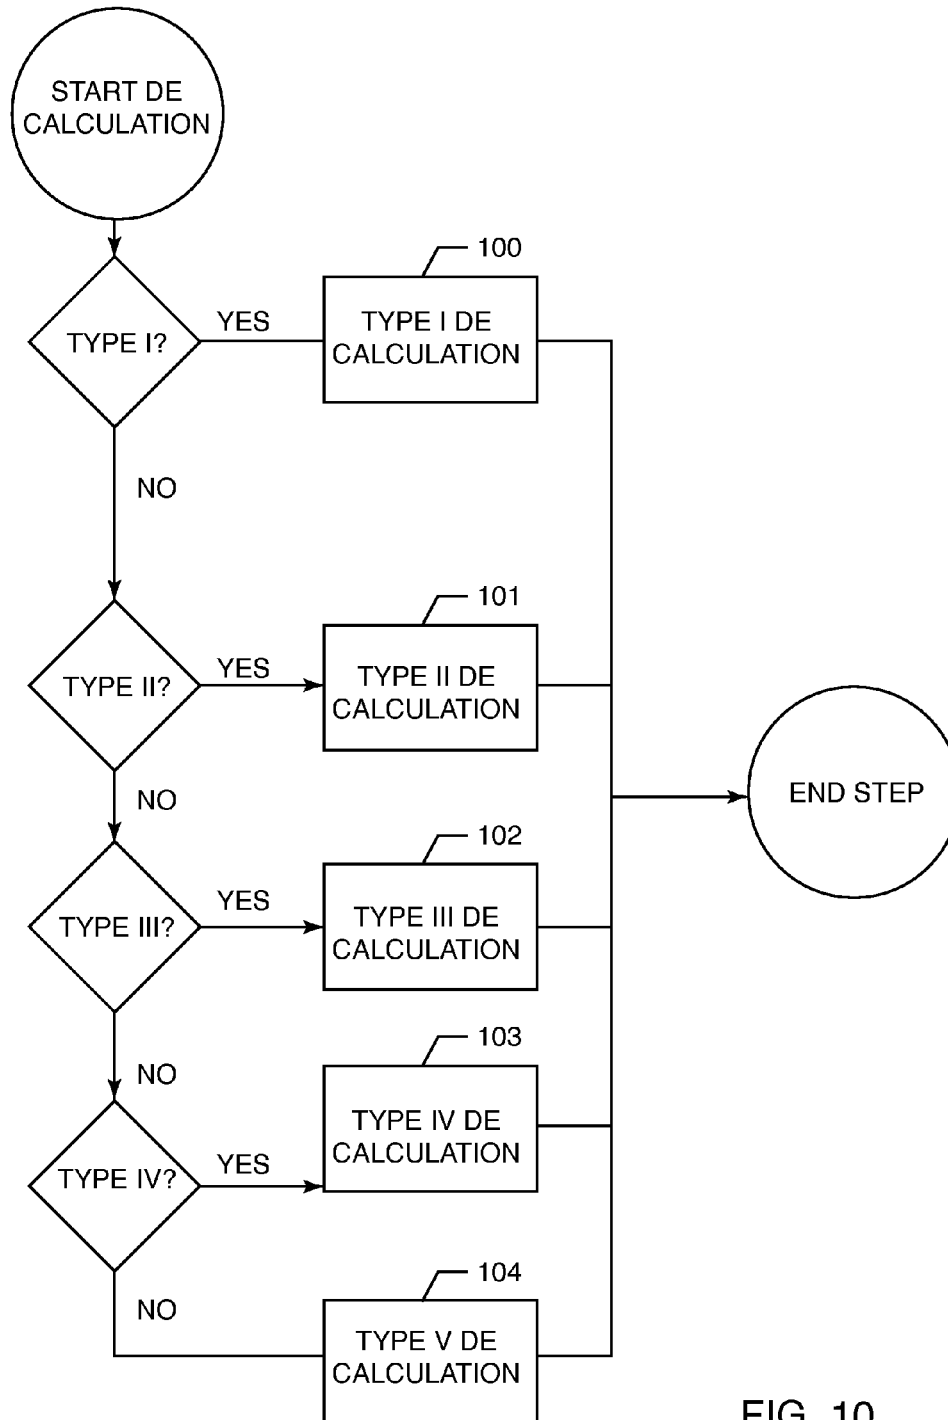 START DE
CALCULATION
100
TYPE I?
YES
TYPE I DE
CALCULATION
NO
101
TYPE II?
YES
TYPE II DE
CALCULATION
NO
END STEP
102
TYPE III?
YES
TYPE III DE
CALCULATION
NO
103
TYPE IV?
YES
TYPE IV DE
CALCULATION
NO
104
TYPE V DE
CALCULATION
FIG. 10